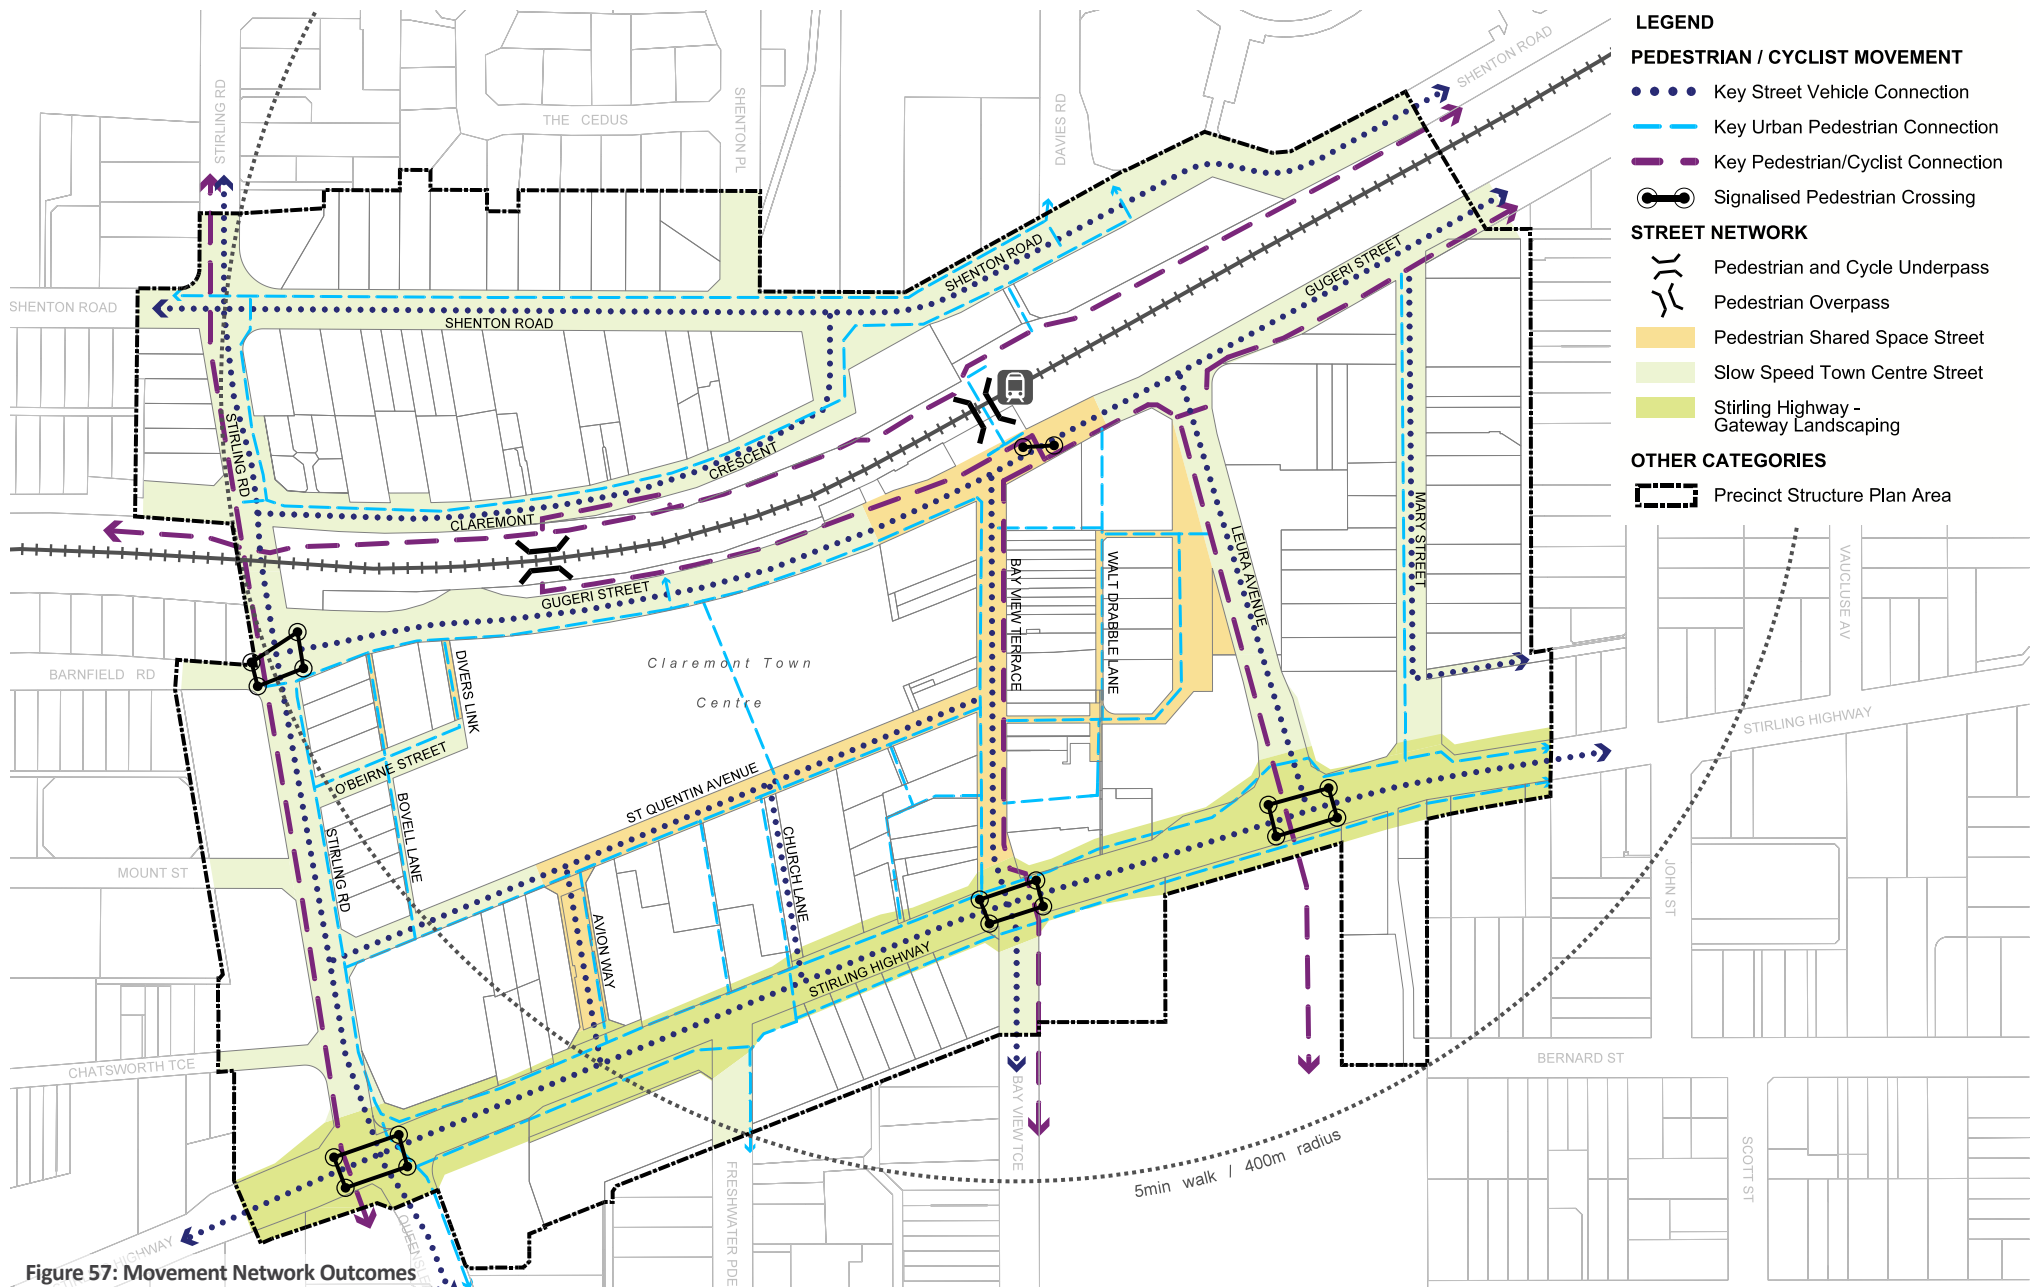 LEGEND
PEDESTRIAN / CYCLIST MOVEMENT
Key Street Vehicle Connection
Key Urban Pedestrian Connection
Key Pedestrian/Cyclist Connection
Signalised Pedestrian Crossing
STREET NETWORK
Pedestrian and Cycle Underpass
Pedestrian Overpass
Pedestrian Shared Space Street
Slow Speed Town Centre Street
Stirling Highway -
Gateway Landscaping
OTHER CATEGORIES
Precinct Structure Plan Area
STIRLING RD
THE CEDUS
SHENTON PL
DAVIES RD
SHENTON ROAD
SHENTON ROAD
SHENTON ROAD
SHENTON ROAD
GUGERI STREET
STIRLING RD
CLAREMONT
CRESCENT
GUGERI STREET
BARNFIELD RD
DIVERS LINK
Claremont Town
Centre
BAY VIEW TERRACE
WALT DRABBLE LANE
LEURA AVENUE
MARY STREET
VAUCLUSE AV
STIRLING HIGHWAY
O'BEIRNE STREET
BOVELL LANE
STIRLING RD
ST QUENTIN AVENUE
CHURCH LANE
AVION WAY
STIRLING HIGHWAY
MOUNT ST
JOHN ST
CHATSWORTH TCE
BERNARD ST
BAY VIEW TCE
FRESHWATER PDE
SCOTT ST
5min walk / 400m radius
HIGHWAY
Figure 57: Movement Network Outcomes